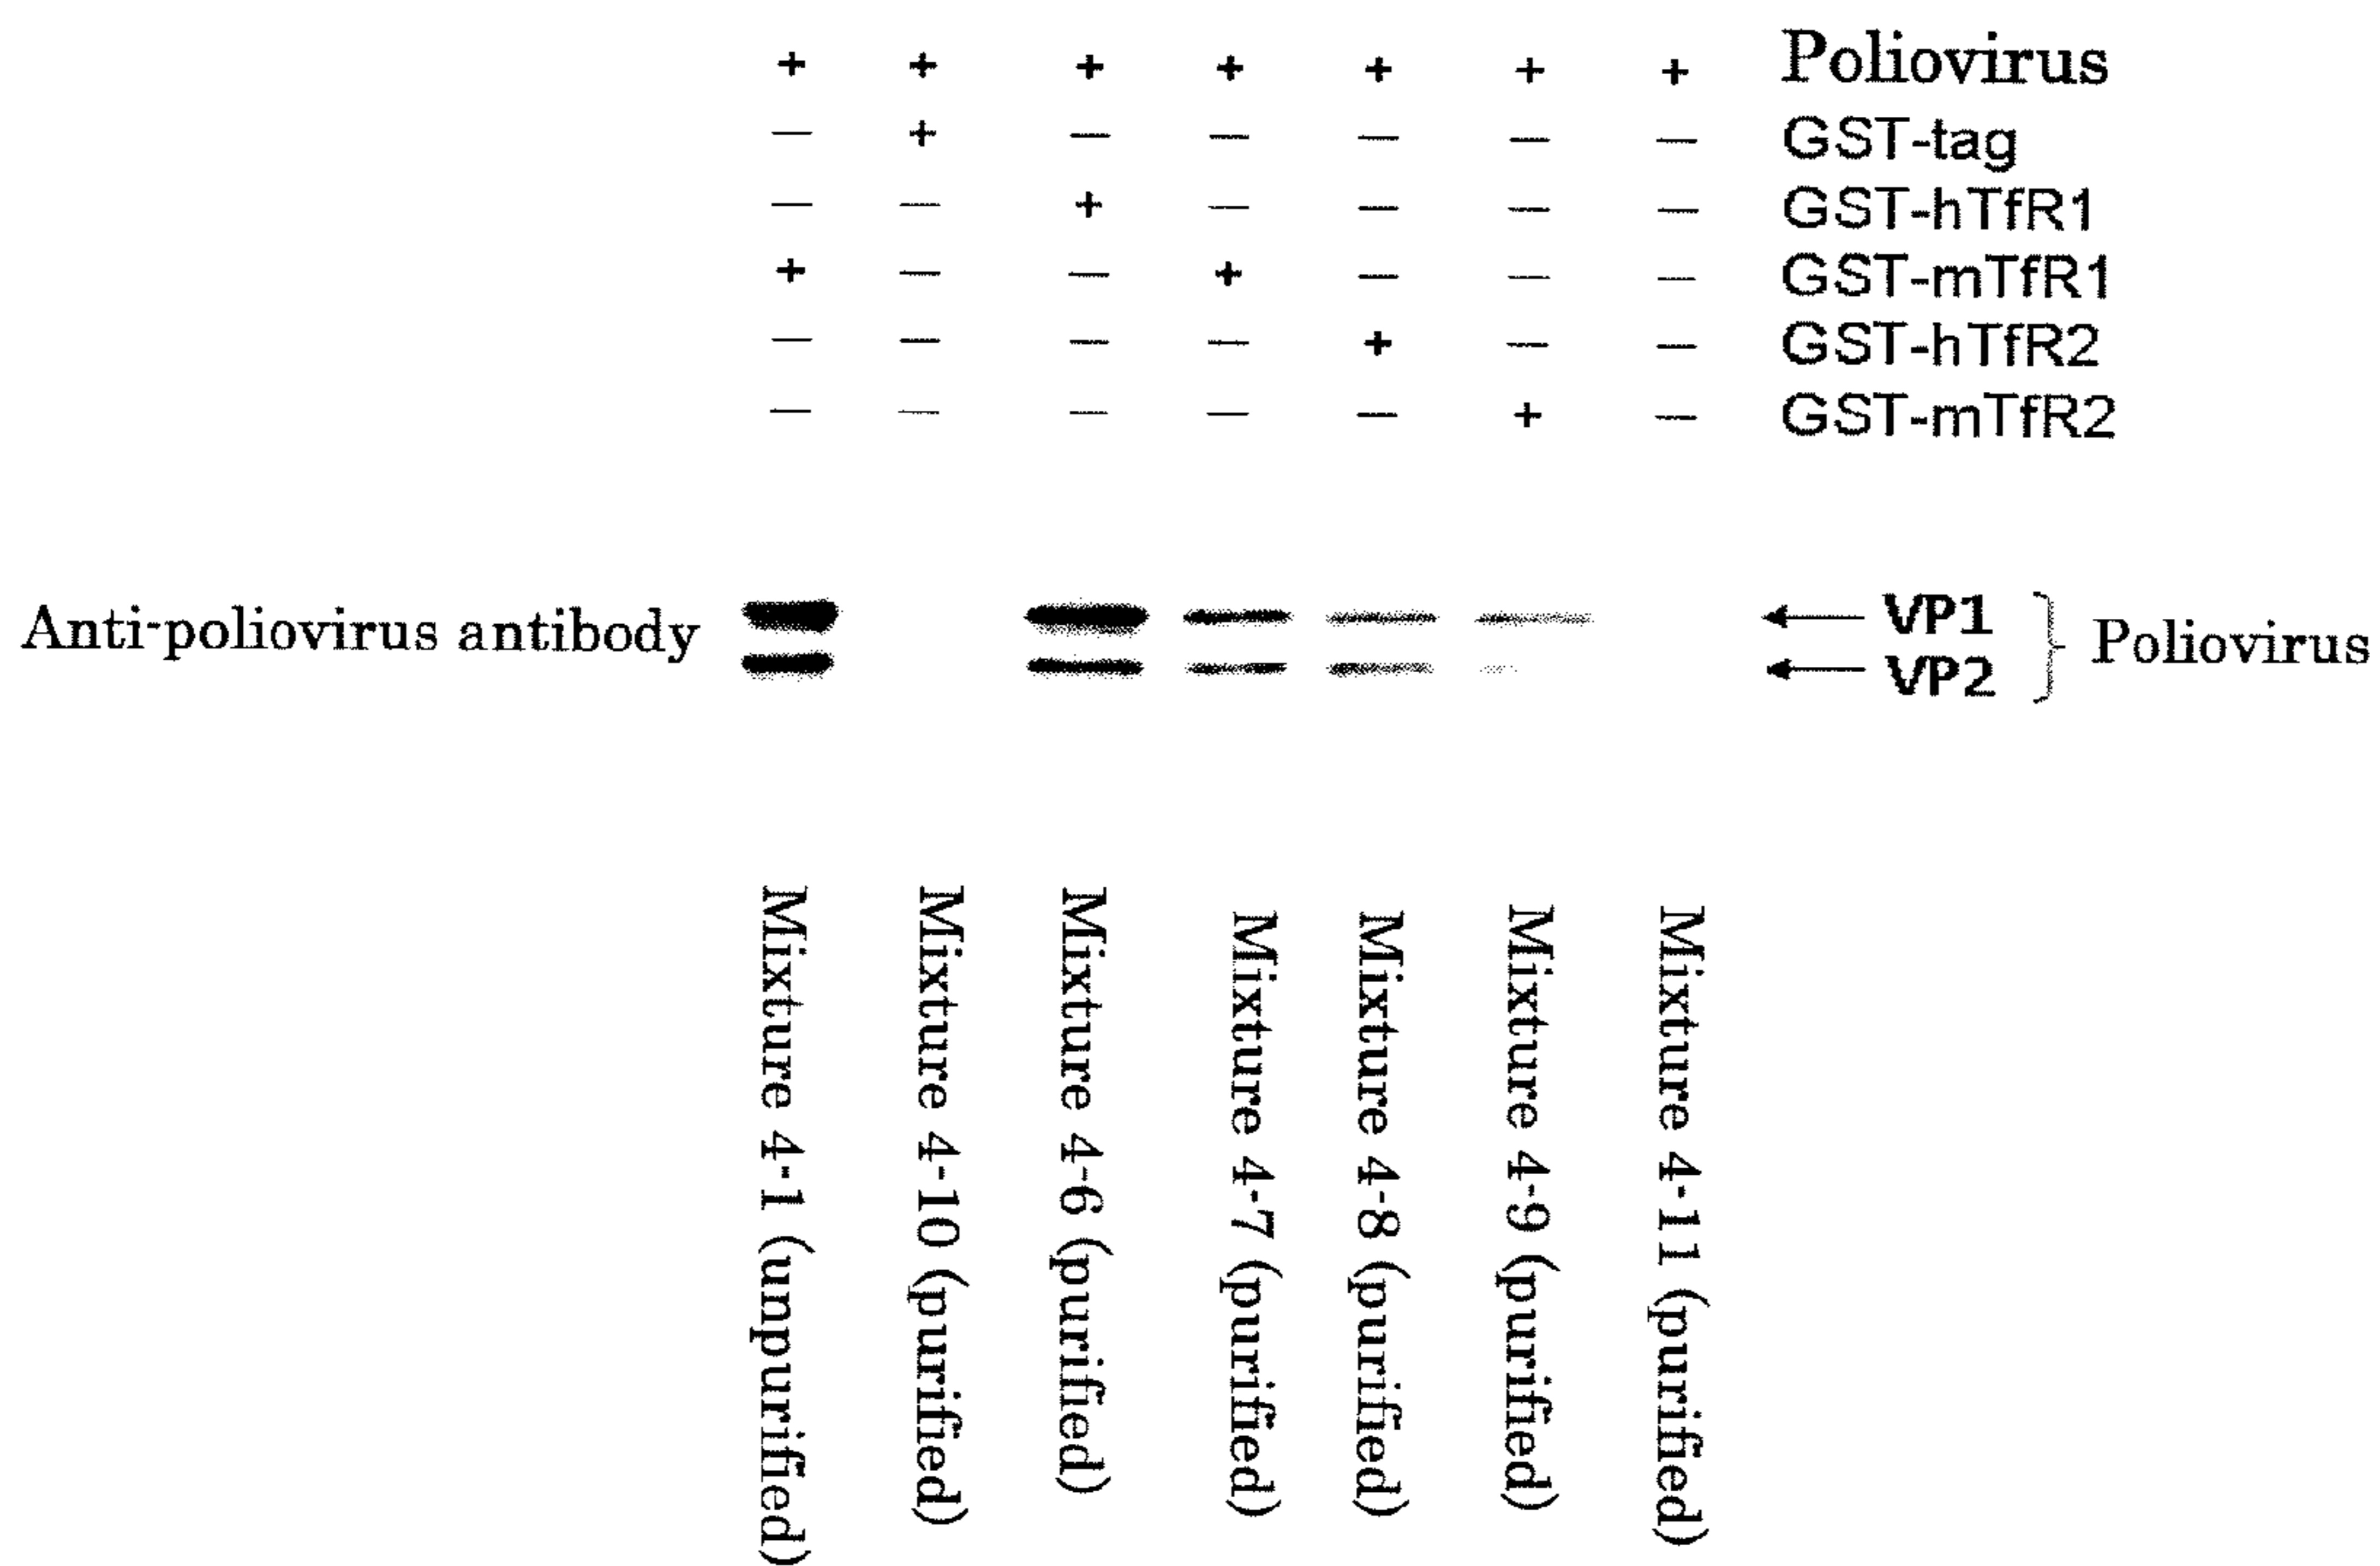 + + + + + + + Poliovirus
— + — — — — — GST-tag
— — + — — — — GST-hTfR1
+ — — + — — — GST-mTfR1
— — — — + — — GST-hTfR2
— — — — — + — GST-mTfR2
Anti-poliovirus antibody
VP1
VP2
Poliovirus
Mixture 4-1 (unpurified)
Mixture 4-10 (purified)
Mixture 4-6 (purified)
Mixture 4-7 (purified)
Mixture 4-8 (purified)
Mixture 4-9 (purified)
Mixture 4-11 (purified)